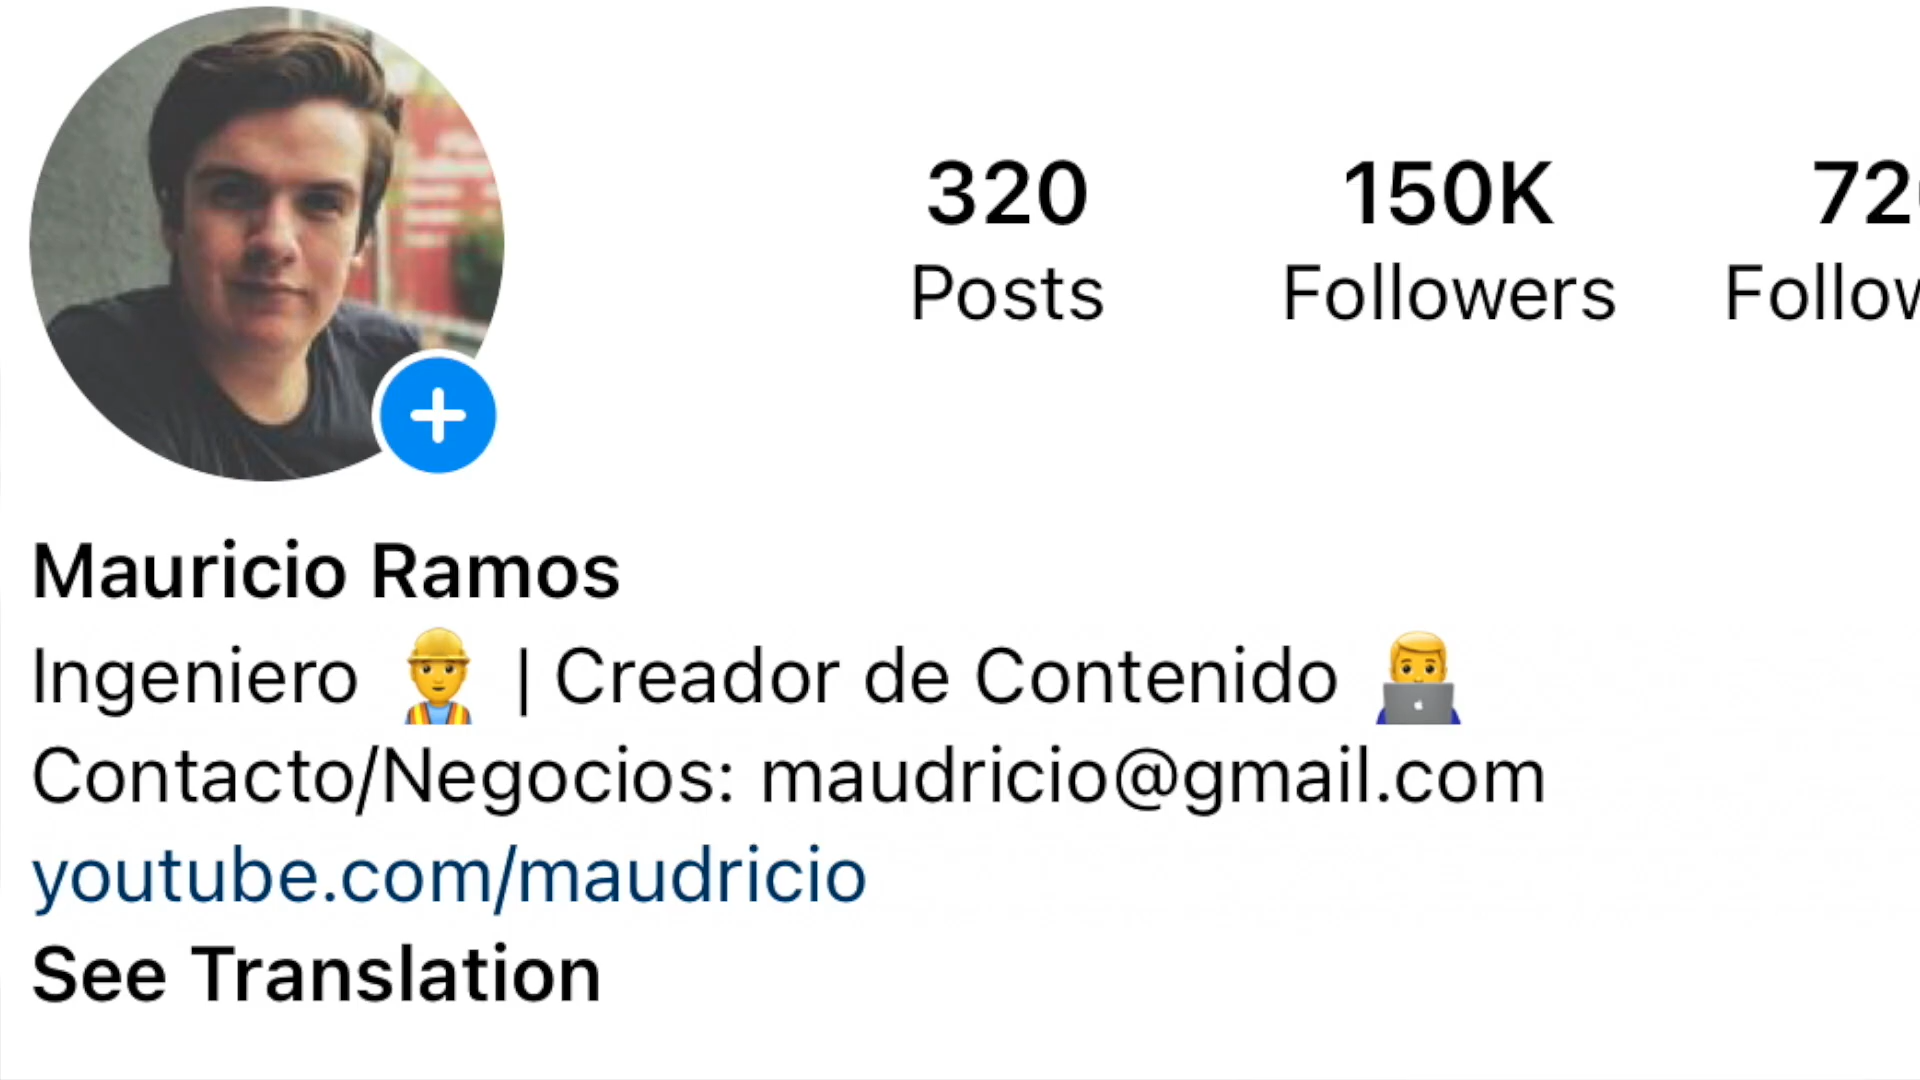 320 150K
Posts Followers
Mauricio Ramos
Ingeniero 👷‍♂️ | Creador de Contenido 👨‍💻
Contacto/Negocios: maudricio@gmail.com
youtube.com/maudricio
See Translation